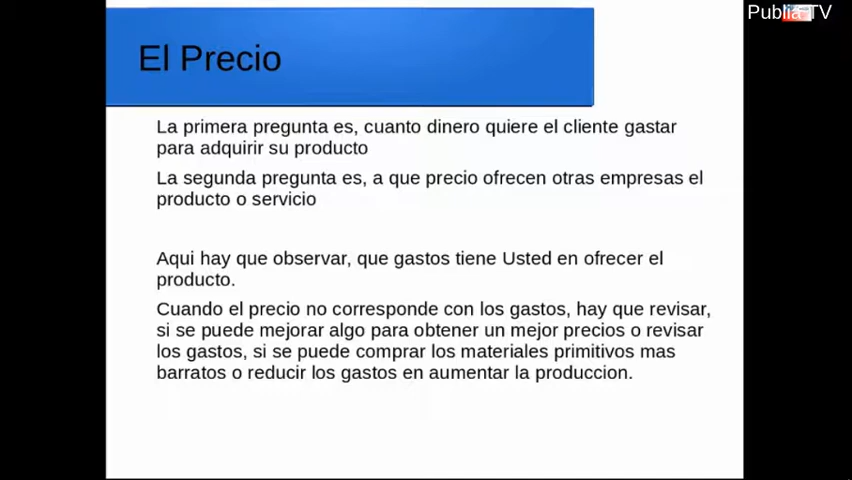 Publia TV
El Precio
La primera pregunta es, cuanto dinero quiere el cliente gastar
para adquirir su producto
La segunda pregunta es, a que precio ofrecen otras empresas el
producto o servicio
Aqui hay que observar, que gastos tiene Usted en ofrecer el
producto.
Cuando el precio no corresponde con los gastos, hay que revisar,
si se puede mejorar algo para obtener un mejor precios o revisar
los gastos, si se puede comprar los materiales primitivos mas
barratos o reducir los gastos en aumentar la produccion.